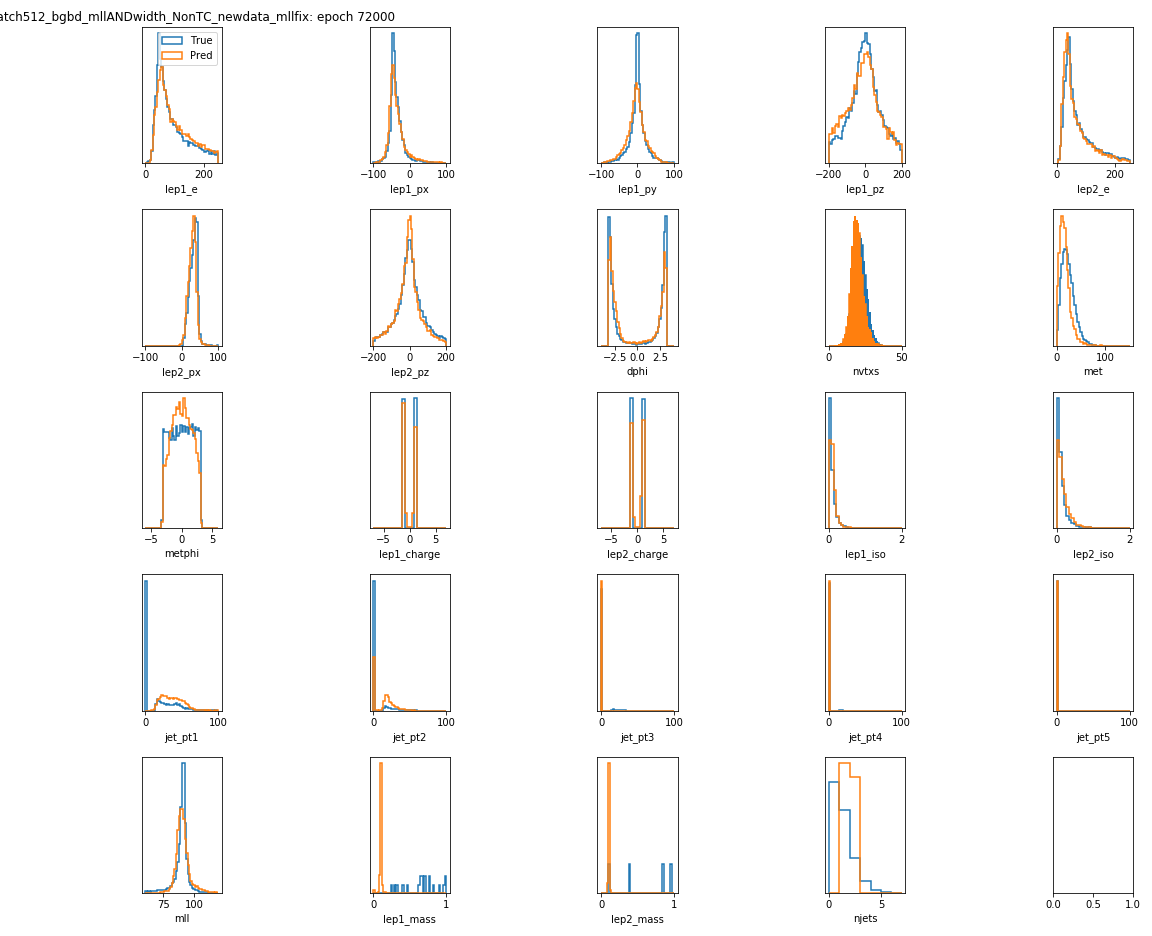 atch512_bgbd_mllANDwidth_NonTC_newdata_mllfix: epoch 72000
True
Pred
0 200
−100 0 100
−100 0 100
−200 0 200
0 200
lep1_e lep1_px lep1_py lep1_pz lep2_e
−100 0 100
−200 0 200
−2.5 0.0 2.5
0 50
0 100
lep2_px lep2_pz dphi nvtxs met
−5 0 5
−5 0 5
−5 0 5
0 2
0 2
metphi lep1_charge lep2_charge lep1_iso lep2_iso
0 100
0 100
0 100
0 100
0 100
jet_pt1 jet_pt2 jet_pt3 jet_pt4 jet_pt5
75 100
0 1
0 1
0 5
0.0 0.5 1.0
mll lep1_mass lep2_mass njets